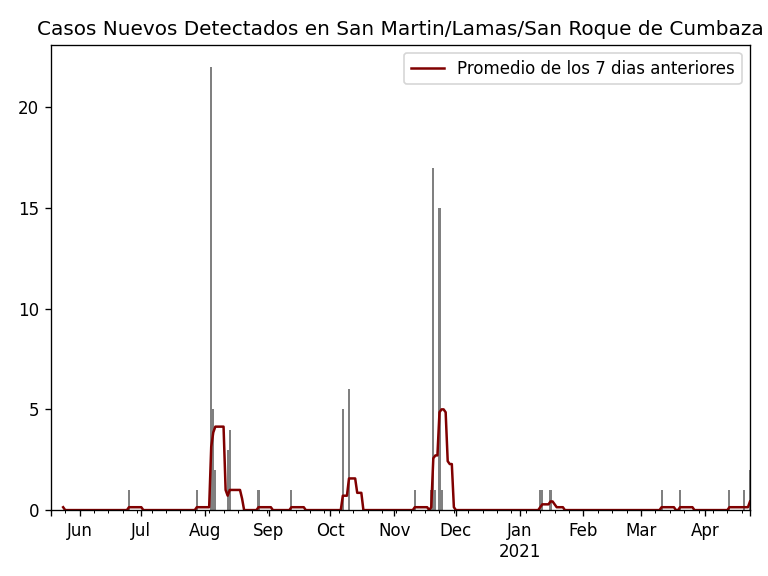 Casos Nuevos Detectados en San Martin/Lamas/San Roque de Cumbaza
Promedio de los 7 dias anteriores
20
15
10
5
0
Jun Jul Aug Sep Oct Nov Dec Jan Feb Mar Apr
2021